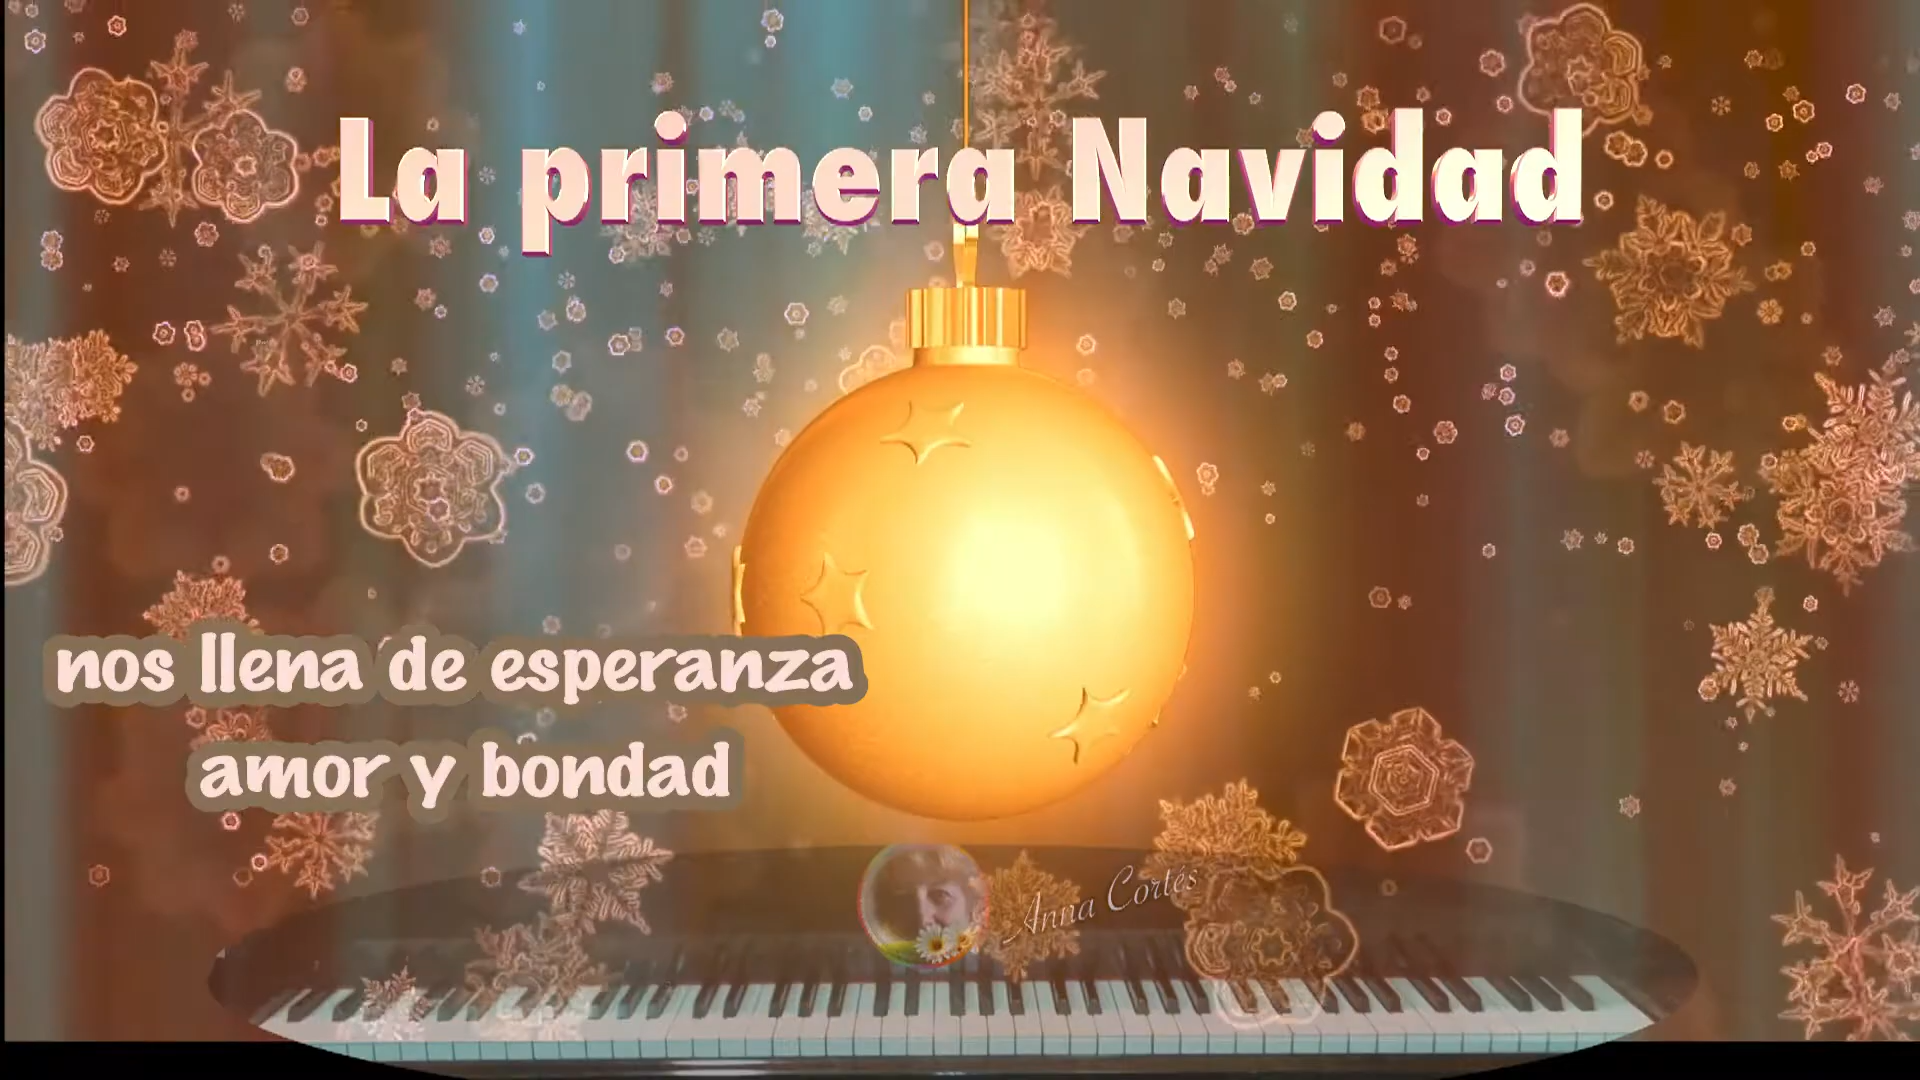 La primera Navidad
nos llena de esperanza
amor y bondad
Anna Cortés